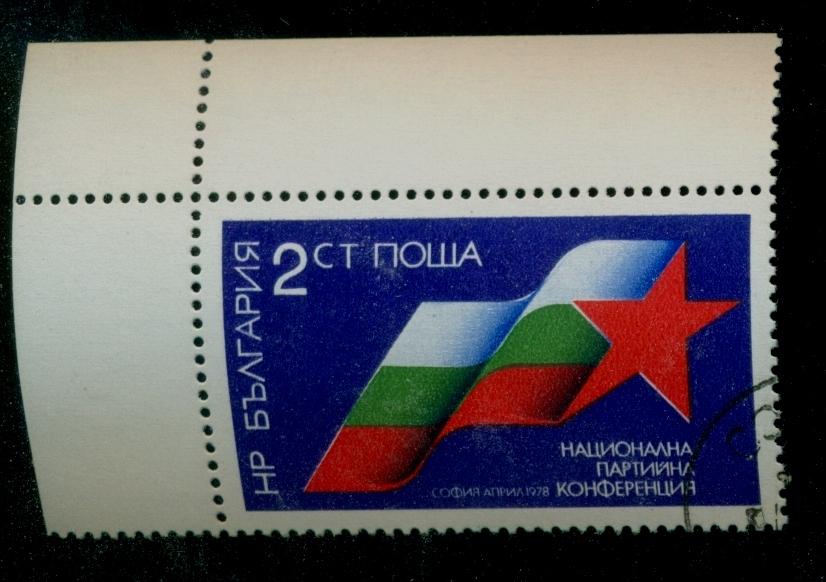 НР БЪЛГАРИЯ
2 СТ ПОЩА
НАЦИОНАЛНА
ПАРТИЙНА
СОФИЯ АПРИЛ 1978 КОНФЕРЕНЦИЯ